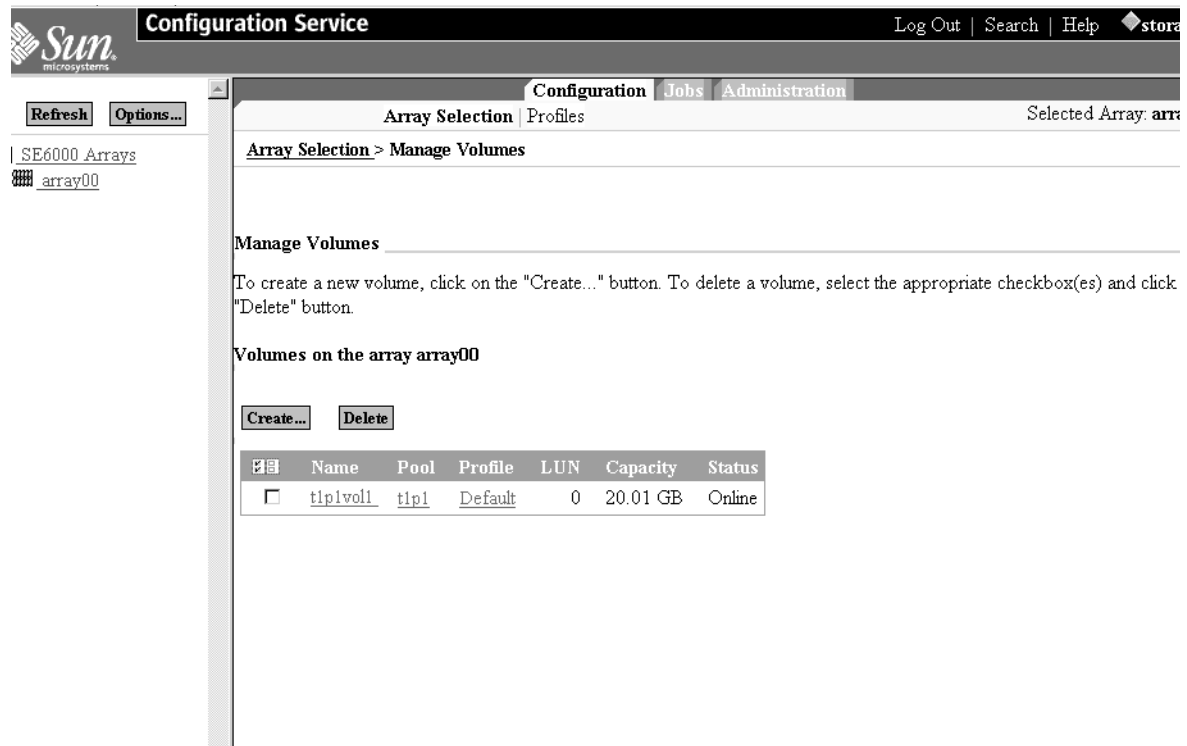 Configuration Service
Log Out | Search | Help
Sun
microsystems
Configuration Jobs Administration
Refresh Options...
Array Selection | Profiles
Selected Array:
SE6000 Arrays
array00
Array Selection > Manage Volumes
Manage Volumes
To create a new volume, click on the "Create..." button. To delete a volume, select the appropriate checkbox(es) and click
"Delete" button.
Volumes on the array array00
Create... Delete
Name Pool Profile LUN Capacity Status
t1p1vol1 t1p1 Default 0 20.01 GB Online